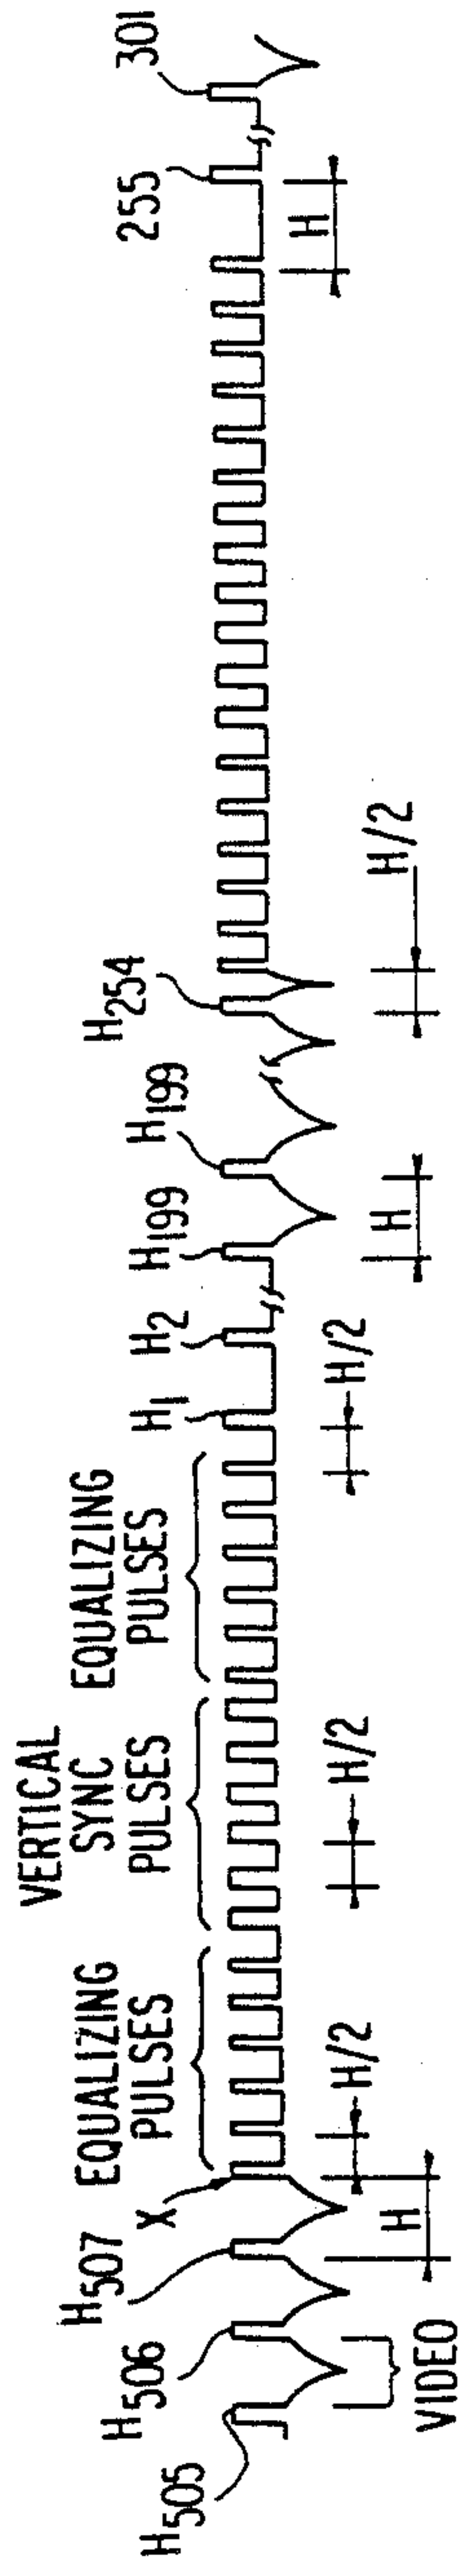 H505
H506
H507
X
EQUALIZING
PULSES
VERTICAL
SYNC
PULSES
EQUALIZING
PULSES
H1
H2
H199
H199
H254
255
301
VIDEO
H
H/2
H/2
H/2
H
H/2
H